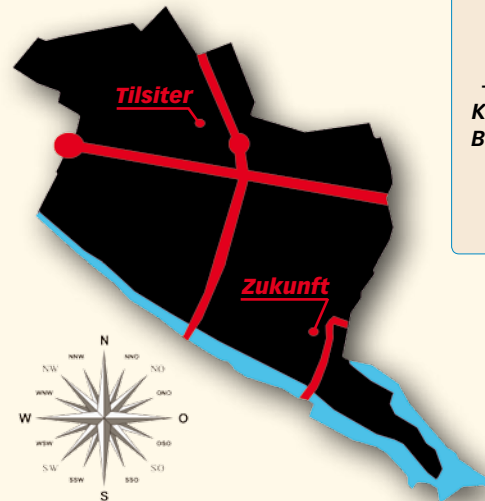 Tilsiter
K
B
Zukunft
N
NNW
NNO
NW
NO
WNW
ONO
W
O
WSW
OSO
SW
SO
SSW
SSO
S